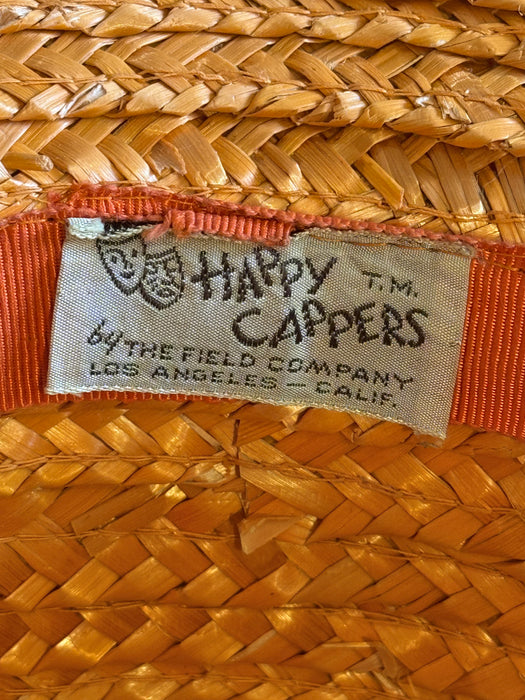 HAPPY T.M.
CAPPERS
by THE FIELD COMPANY
LOS ANGELES — CALIF.